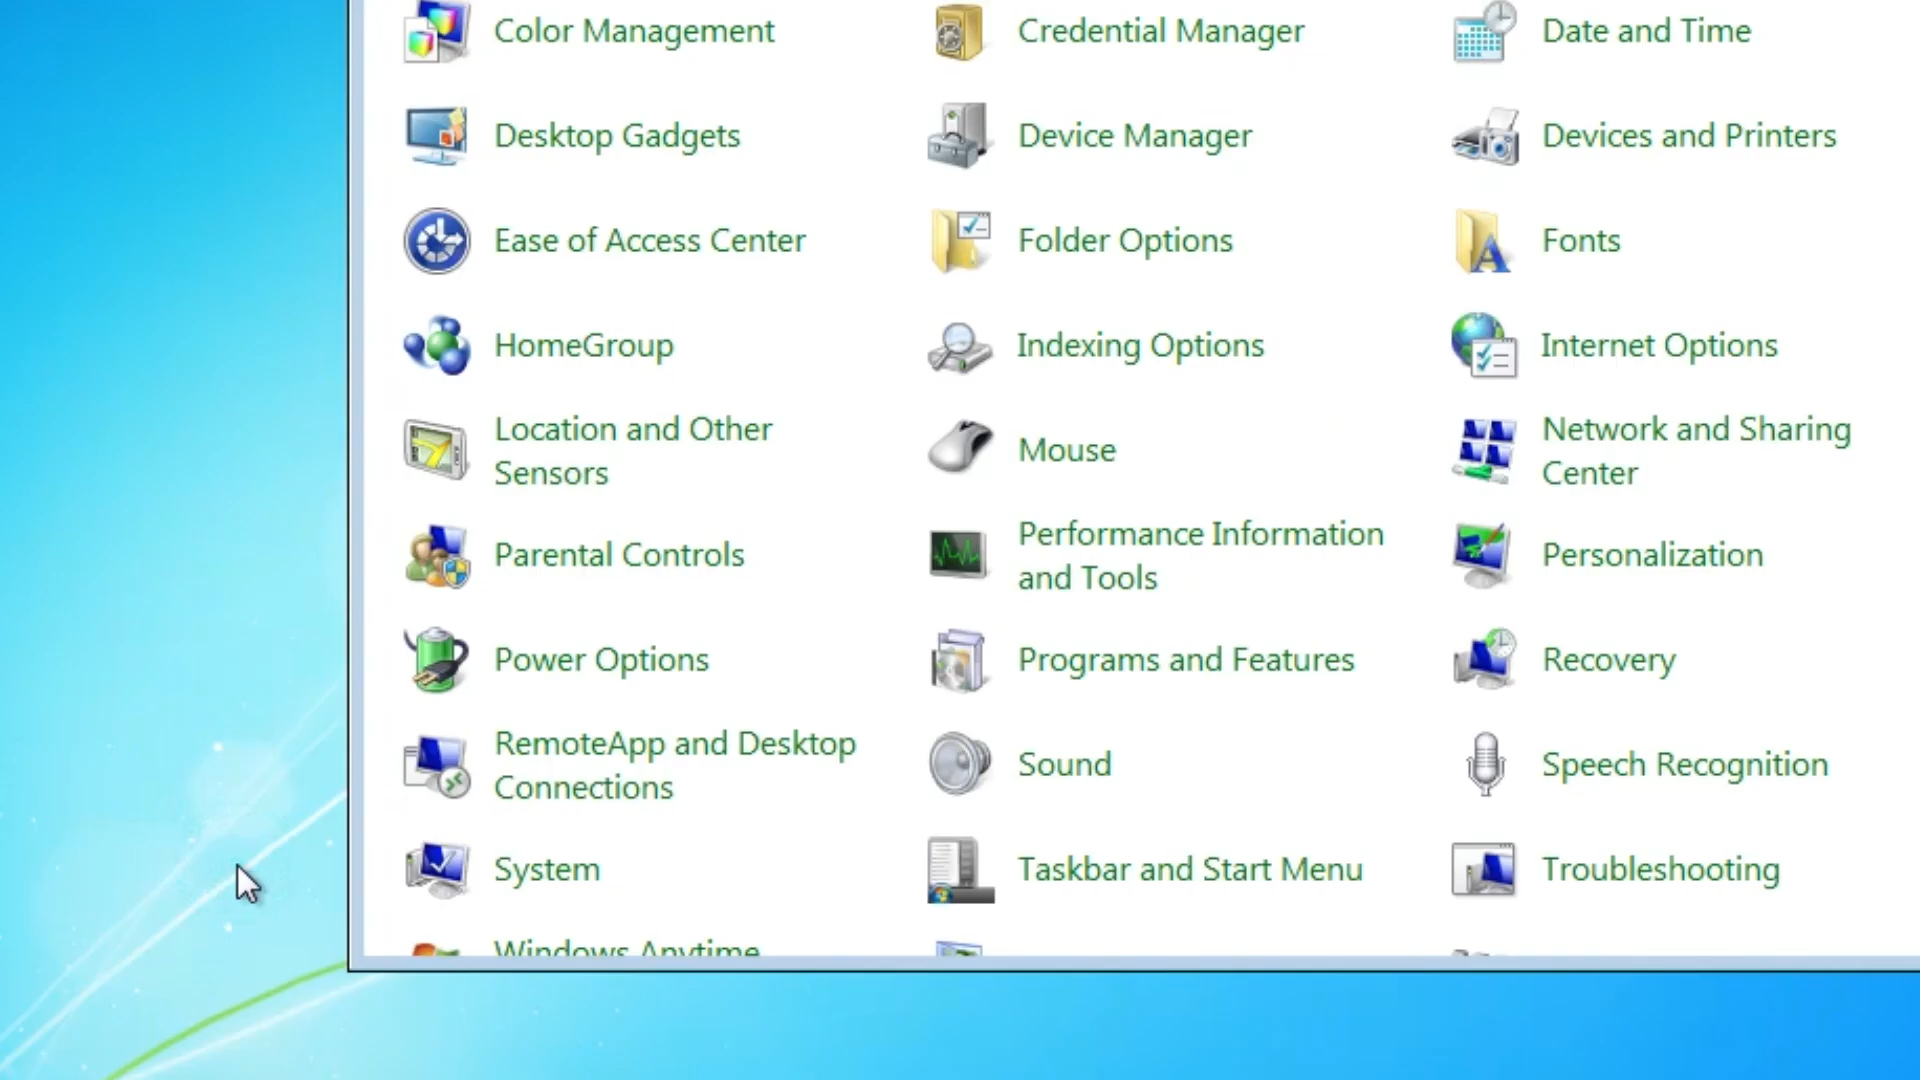 Color Management
Credential Manager
Date and Time
Desktop Gadgets
Device Manager
Devices and Printers
Ease of Access Center
Folder Options
Fonts
HomeGroup
Indexing Options
Internet Options
Location and Other
Sensors
Mouse
Network and Sharing
Center
Parental Controls
Performance Information
and Tools
Personalization
Power Options
Programs and Features
Recovery
RemoteApp and Desktop
Connections
Sound
Speech Recognition
System
Taskbar and Start Menu
Troubleshooting
Windows Anytime